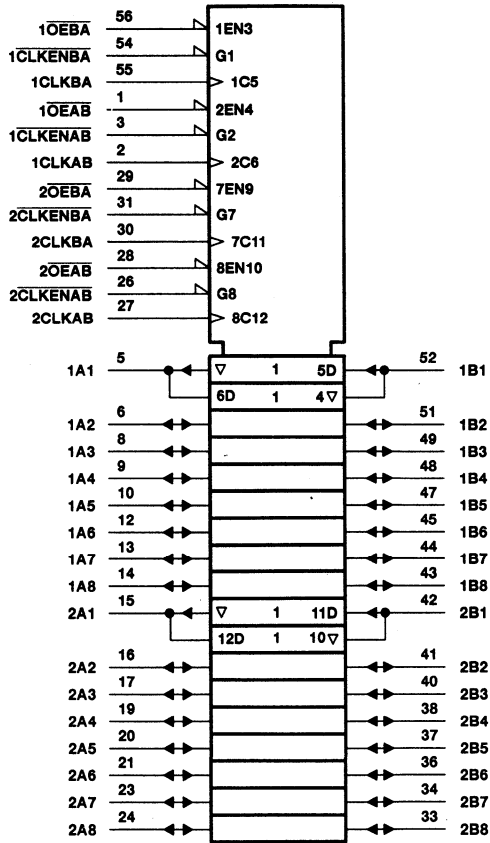 1OEBA 56 1EN3
1CLKENBA 54 G1
1CLKBA 55 1C5
1OEAB 1 2EN4
1CLKENAB 3 G2
1CLKAB 2 2C6
2OEBA 29 7EN9
2CLKENBA 31 G7
2CLKBA 30 7C11
2OEAB 28 8EN10
2CLKENAB 26 G8
2CLKAB 27 8C12
1A1 5 ▽ 1 5D 52 1B1
6D 1 4 ▽
1A2 6 51 1B2
1A3 8 49 1B3
1A4 9 48 1B4
1A5 10 47 1B5
1A6 12 45 1B6
1A7 13 44 1B7
1A8 14 43 1B8
2A1 15 ▽ 1 11D 42 2B1
12D 1 10 ▽
2A2 16 41 2B2
2A3 17 40 2B3
2A4 19 38 2B4
2A5 20 37 2B5
2A6 21 36 2B6
2A7 23 34 2B7
2A8 24 33 2B8